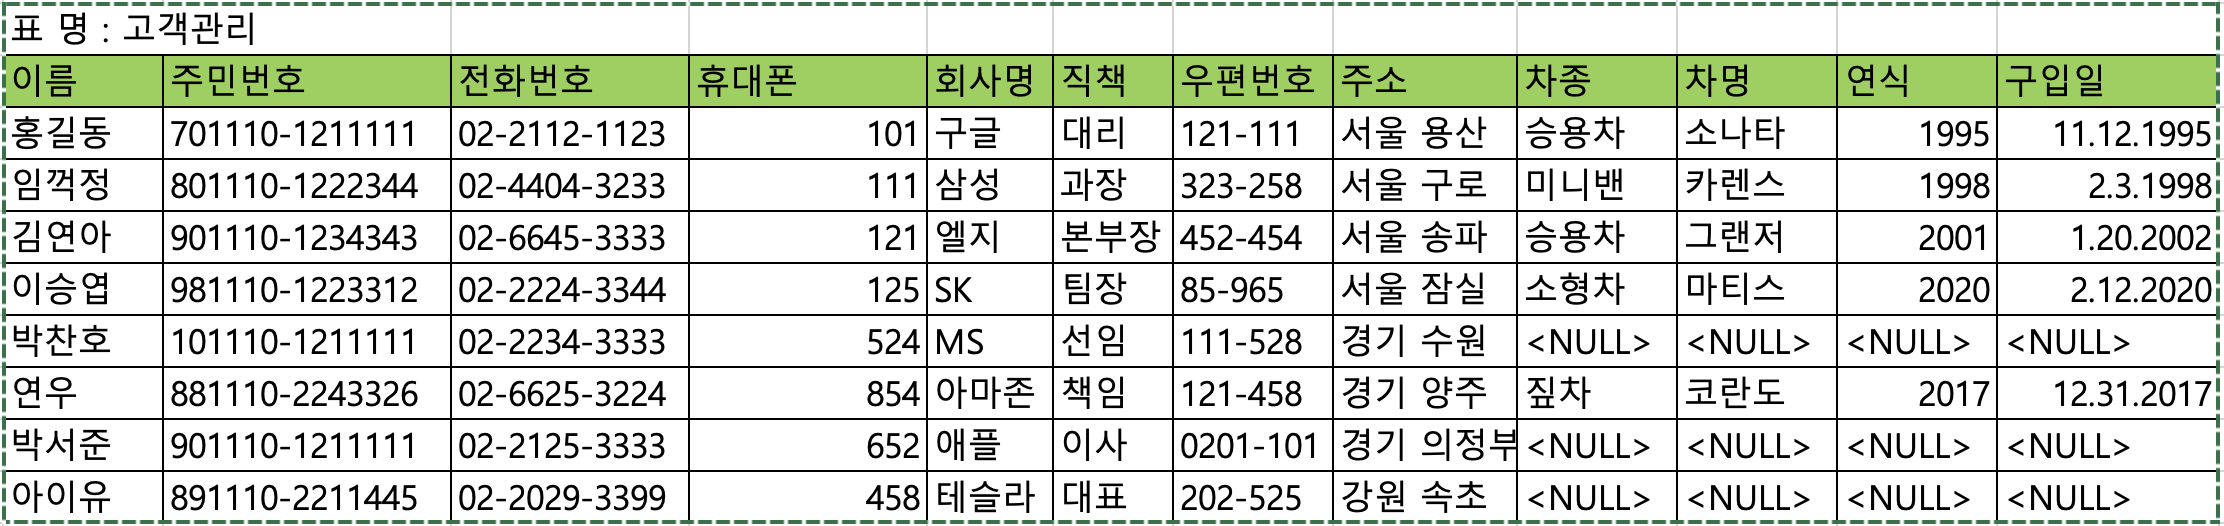 표 명 : 고객관리
이름 주민번호 전화번호 휴대폰 회사명 직책 우편번호 주소 차종 차명 연식 구입일
홍길동 701110-1211111 02-2112-1123 101 구글 대리 121-111 서울 용산 승용차 소나타 1995 11.12.1995
임꺽정 801110-1222344 02-4404-3233 111 삼성 과장 323-258 서울 구로 미니밴 카렌스 1998 2.3.1998
김연아 901110-1234343 02-6645-3333 121 엘지 본부장 452-454 서울 송파 승용차 그랜저 2001 1.20.2002
이승엽 981110-1223312 02-2224-3344 125 SK 팀장 85-965 서울 잠실 소형차 마티스 2020 2.12.2020
박찬호 101110-1211111 02-2234-3333 524 MS 선임 111-528 경기 수원 <NULL> <NULL> <NULL> <NULL>
연우 881110-2243326 02-6625-3224 854 아마존 책임 121-458 경기 양주 짚차 코란도 2017 12.31.2017
박서준 901110-1211111 02-2125-3333 652 애플 이사 0201-101 경기 의정부 <NULL> <NULL> <NULL> <NULL>
아이유 891110-2211445 02-2029-3399 458 테슬라 대표 202-525 강원 속초 <NULL> <NULL> <NULL> <NULL>